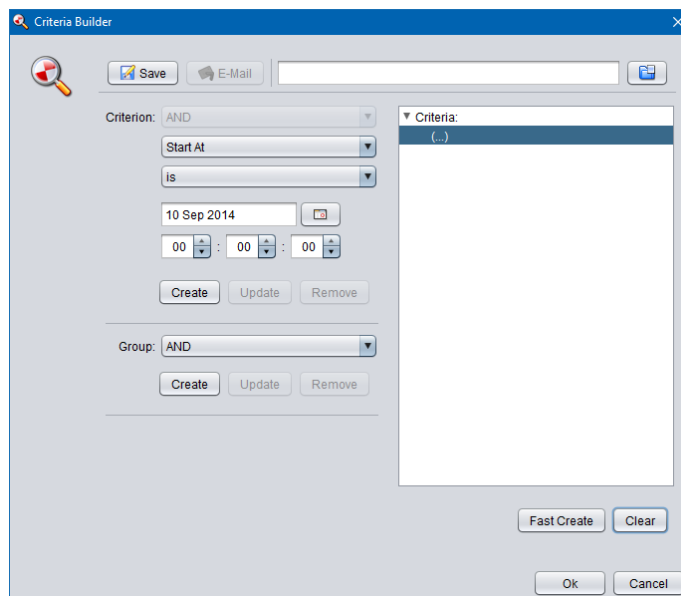 Criteria Builder
Save E-Mail
Criterion: AND
Start At
is
10 Sep 2014
00 : 00 : 00
Create Update Remove
Group: AND
Create Update Remove
Criteria:
(...)
Fast Create Clear
Ok Cancel